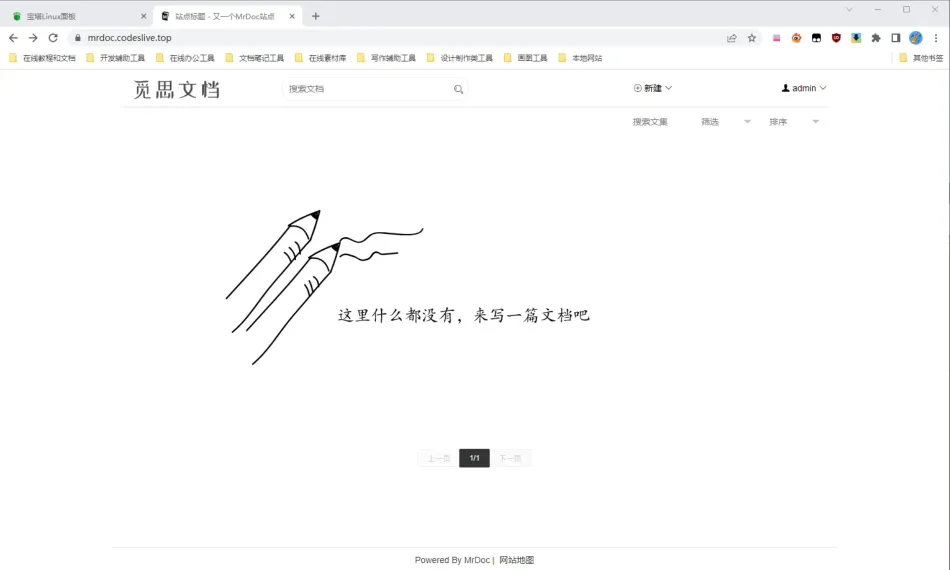 宝塔Linux面板
站点标题 - 又一个MrDoc站点
mrdoc.codeslive.top
在线教程和文档 开发辅助工具 在线办公工具 文档笔记工具 在线素材库 写作辅助工具 设计制作类工具 画图工具 本地网站 其他书签
觅思文档 搜索文档 新建 admin
搜索文集 筛选 排序
这里什么都没有，来写一篇文档吧
上一页 1/1 下一页
Powered By MrDoc | 网站地图